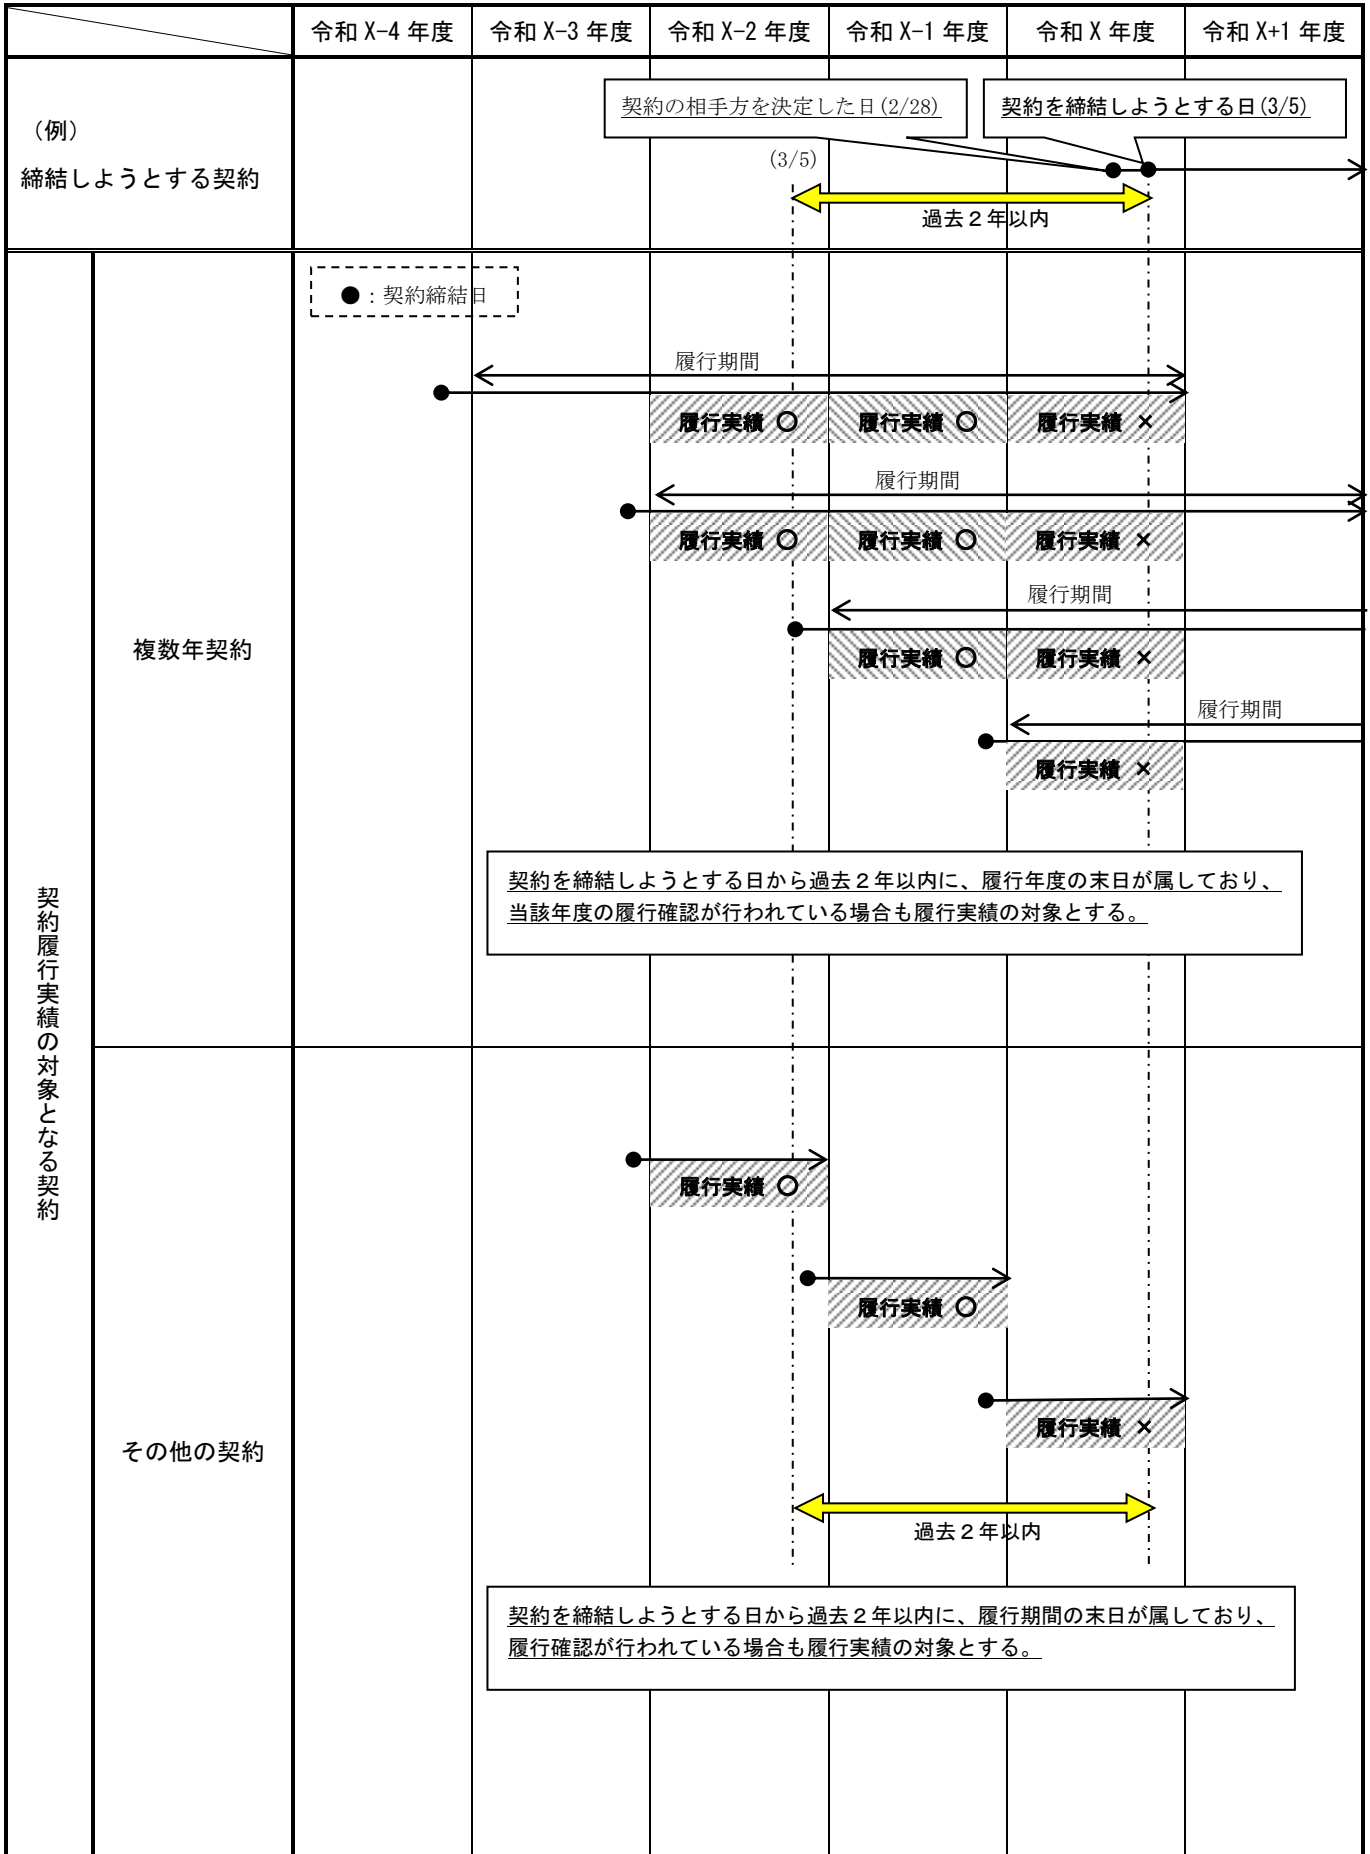 令和 X−4 年度
令和 X−3 年度
令和 X−2 年度
令和 X−1 年度
令和 X 年度
令和 X+1 年度
（例）
締結しようとする契約
契約の相手方を決定した日(2/28)
契約を締結しようとする日(3/5)
(3/5)
過去２年以内
契約履行実績の対象となる契約
複数年契約
●：契約締結日
履行期間
履行実績 〇
履行実績 〇
履行実績 ×
履行期間
履行実績 〇
履行実績 〇
履行実績 ×
履行期間
履行実績 〇
履行実績 ×
履行期間
履行実績 ×
契約を締結しようとする日から過去２年以内に、履行年度の末日が属しており、
当該年度の履行確認が行われている場合も履行実績の対象とする。
その他の契約
履行実績 〇
履行実績 〇
履行実績 ×
過去２年以内
契約を締結しようとする日から過去２年以内に、履行期間の末日が属しており、
履行確認が行われている場合も履行実績の対象とする。